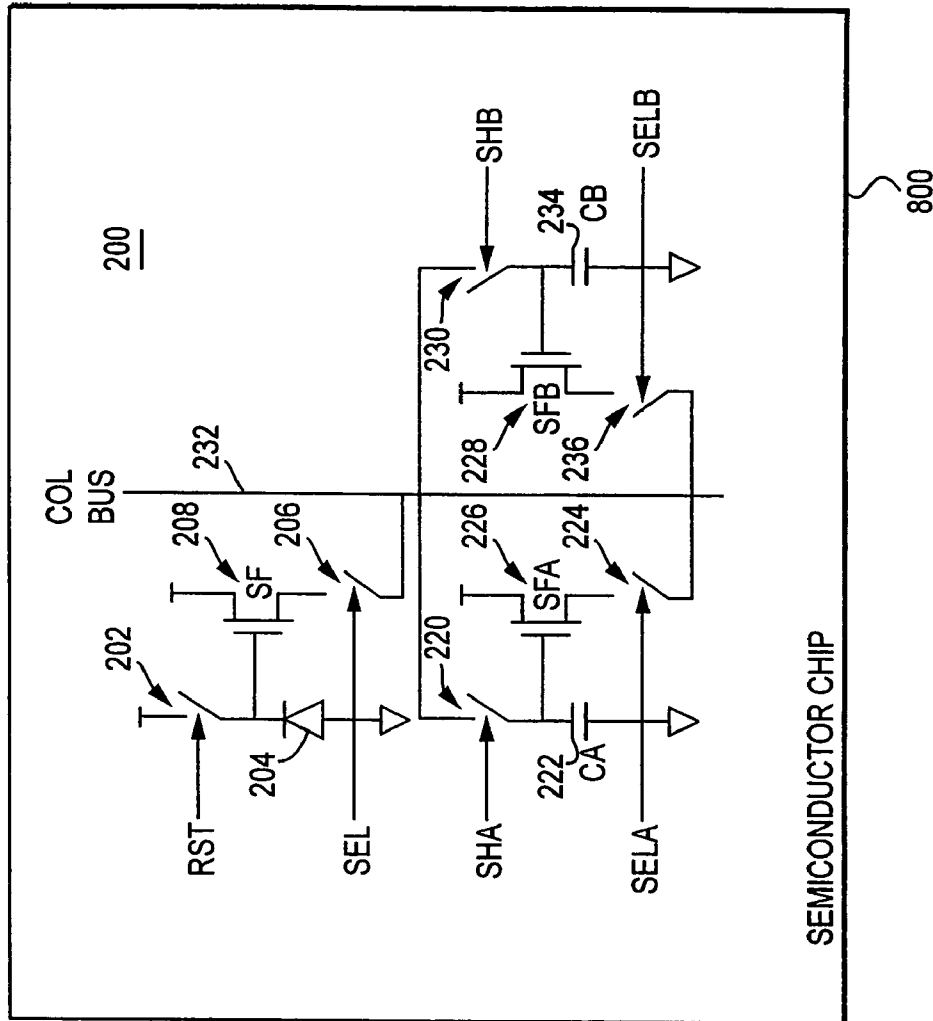 200
COL
BUS
232
202
208
SF
206
RST
204
SEL
220
226
SFA
224
SHA
222
CA
SELA
230
SHB
228
SFB
234
CB
236
SELB
SEMICONDUCTOR CHIP
800